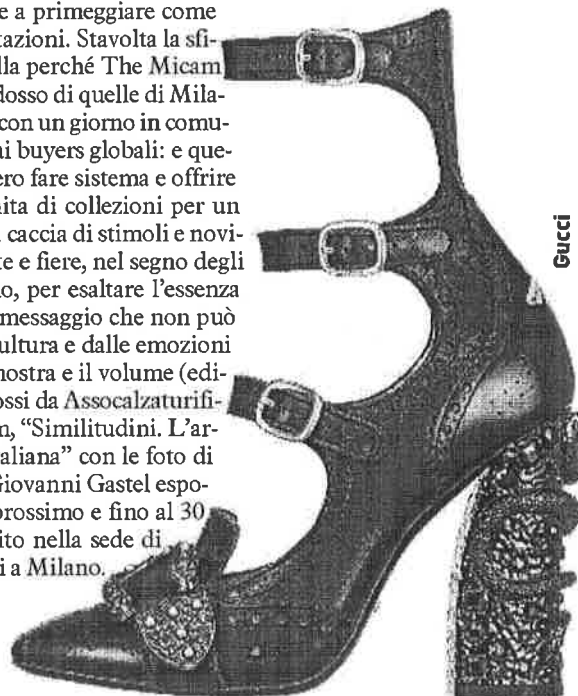 e a primeggiare come
tazioni. Stavolta la sfi-
lla perché The Micam
dosso di quelle di Mila-
con un giorno in comu-
ai buyers globali: e que-
ero fare sistema e offrire
nita di collezioni per un
caccia di stimoli e novi-
te e fiere, nel segno degli
o, per esaltare l'essenza
messaggio che non può
ultura e dalle emozioni
nostra e il volume (edi-
ossi da Assocalzaturifi-
m, “Similitudini. L'ar-
aliana” con le foto di
Giovanni Gastel espo-
prossimo e fino al 30
ito nella sede di
i a Milano.
Gucci